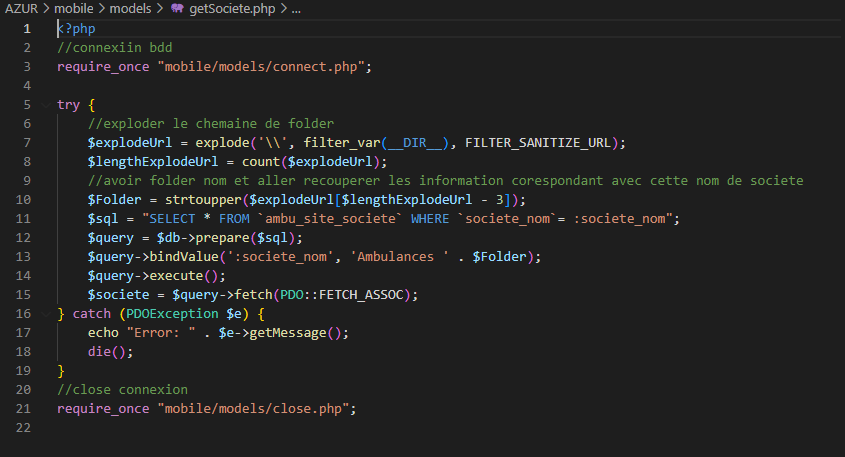 AZUR > mobile > models > getSociete.php > ...
1 <?php
2 //connexiin bdd
3 require_once "mobile/models/connect.php";
4
5 try {
6 //exploder le chemaine de folder
7 $explodeUrl = explode('\\', filter_var(__DIR__), FILTER_SANITIZE_URL);
8 $lengthExplodeUrl = count($explodeUrl);
9 //avoir folder nom et aller recouperer les information corespondant avec cette nom de societe
10 $Folder = strtoupper($explodeUrl[$lengthExplodeUrl - 3]);
11 $sql = "SELECT * FROM `ambu_site_societe` WHERE `societe_nom`= :societe_nom";
12 $query = $db->prepare($sql);
13 $query->bindValue(':societe_nom', 'Ambulances ' . $Folder);
14 $query->execute();
15 $societe = $query->fetch(PDO::FETCH_ASSOC);
16 } catch (PDOException $e) {
17 echo "Error: " . $e->getMessage();
18 die();
19 }
20 //close connexion
21 require_once "mobile/models/close.php";
22